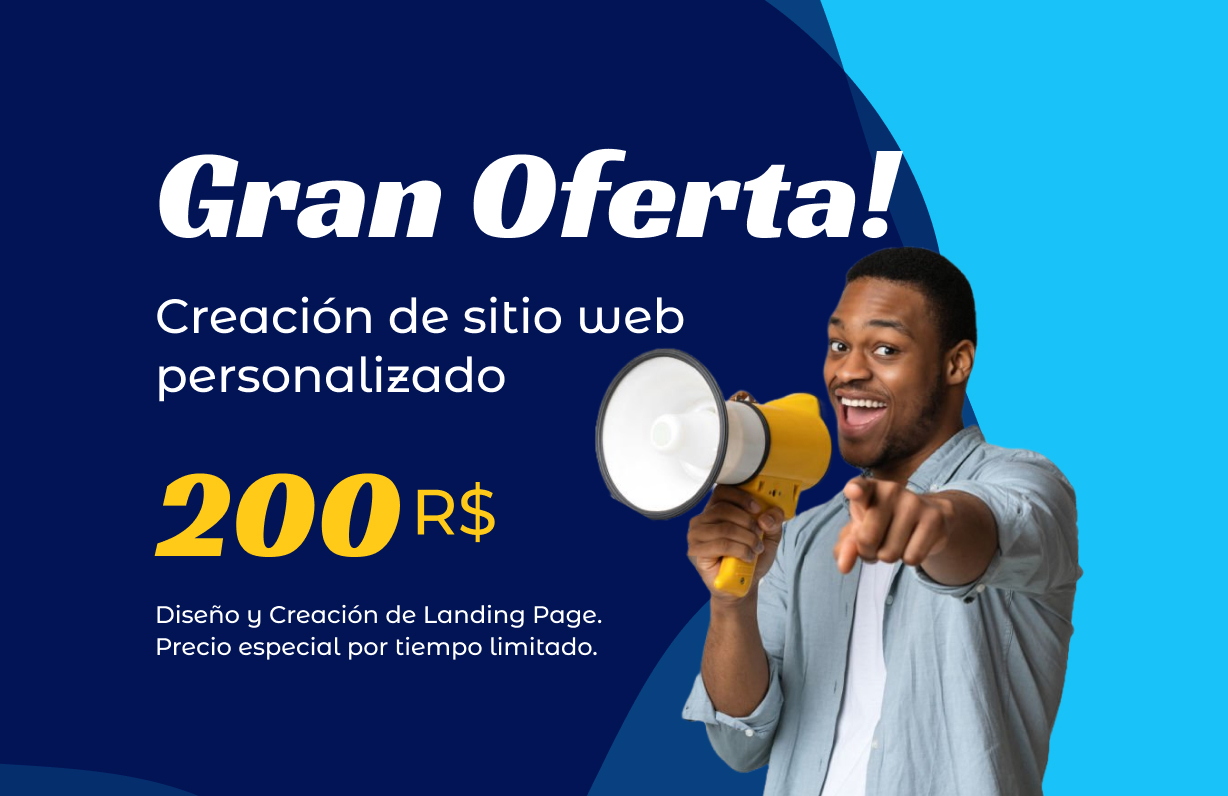 Gran Oferta!
Creación de sitio web
personalizado
200 R$
Diseño y Creación de Landing Page.
Precio especial por tiempo limitado.